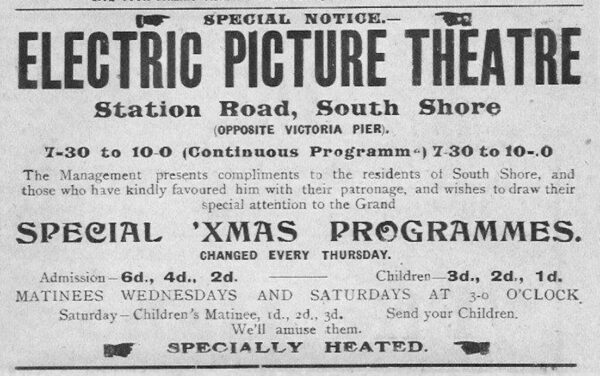 SPECIAL NOTICE.—
ELECTRIC PICTURE THEATRE
Station Road, South Shore
(OPPOSITE VICTORIA PIER).
7-30 to 10-0 (Continuous Programm) 7-30 to 10-.0
The Management presents compliments to the residents of South Shore, and
those who have kindly favoured him with their patronage, and wishes to draw their
special attention to the Grand
SPECIAL 'XMAS PROGRAMMES.
CHANGED EVERY THURSDAY.
Admission—6d., 4d., 2d. ——— Children—3d., 2d., 1d.
MATINEES WEDNESDAYS AND SATURDAYS AT 3-0 O'CLOCK
Saturday—Children's Matinee, 1d., 2d., 3d. Send your Children.
We'll amuse them.
SPECIALLY HEATED.